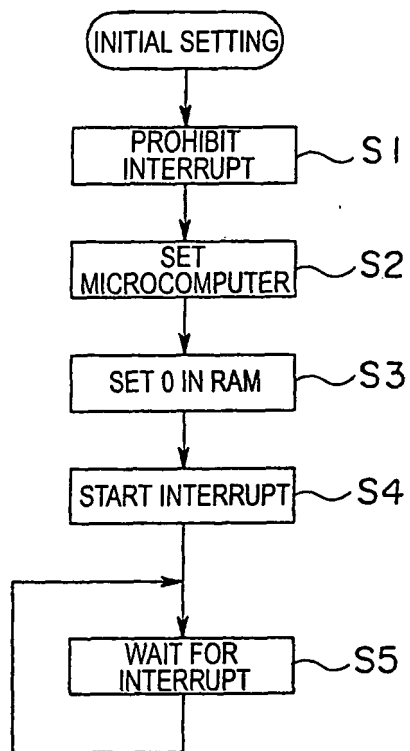 INITIAL SETTING
PROHIBIT
INTERRUPT
S1
SET
MICROCOMPUTER
S2
SET 0 IN RAM
S3
START INTERRUPT
S4
WAIT FOR
INTERRUPT
S5